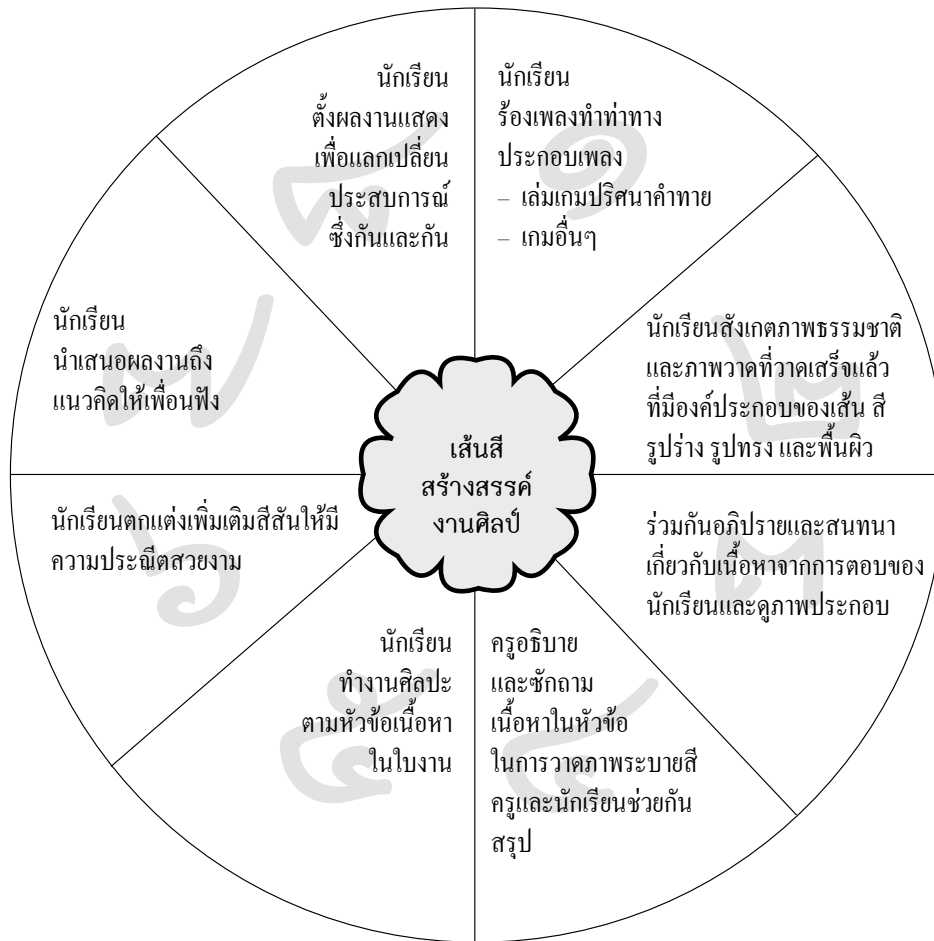 ๑
นักเรียน
ร้องเพลงทำท่าทาง
ประกอบเพลง
– เล่มเกมปริศนาคำทาย
– เกมอื่นๆ
๒
นักเรียนสังเกตภาพธรรมชาติ
และภาพวาดที่วาดเสร็จแล้ว
ที่มีองค์ประกอบของเส้น สี
รูปร่าง รูปทรง และพื้นผิว
๓
ร่วมกันอภิปรายและสนทนา
เกี่ยวกับเนื้อหาจากการตอบของ
นักเรียนและดูภาพประกอบ
๔
ครูอธิบาย
และซักถาม
เนื้อหาในหัวข้อ
ในการวาดภาพระบายสี
ครูและนักเรียนช่วยกัน
สรุป
๕
นักเรียน
ทำงานศิลปะ
ตามหัวข้อเนื้อหา
ในใบงาน
๖
นักเรียนตกแต่งเพิ่มเติมสีสันให้มี
ความประณีตสวยงาม
๗
นักเรียน
นำเสนอผลงานถึง
แนวคิดให้เพื่อนฟัง
๘
นักเรียน
ตั้งผลงานแสดง
เพื่อแลกเปลี่ยน
ประสบการณ์
ซึ่งกันและกัน
เส้นสี
สร้างสรรค์
งานศิลป์